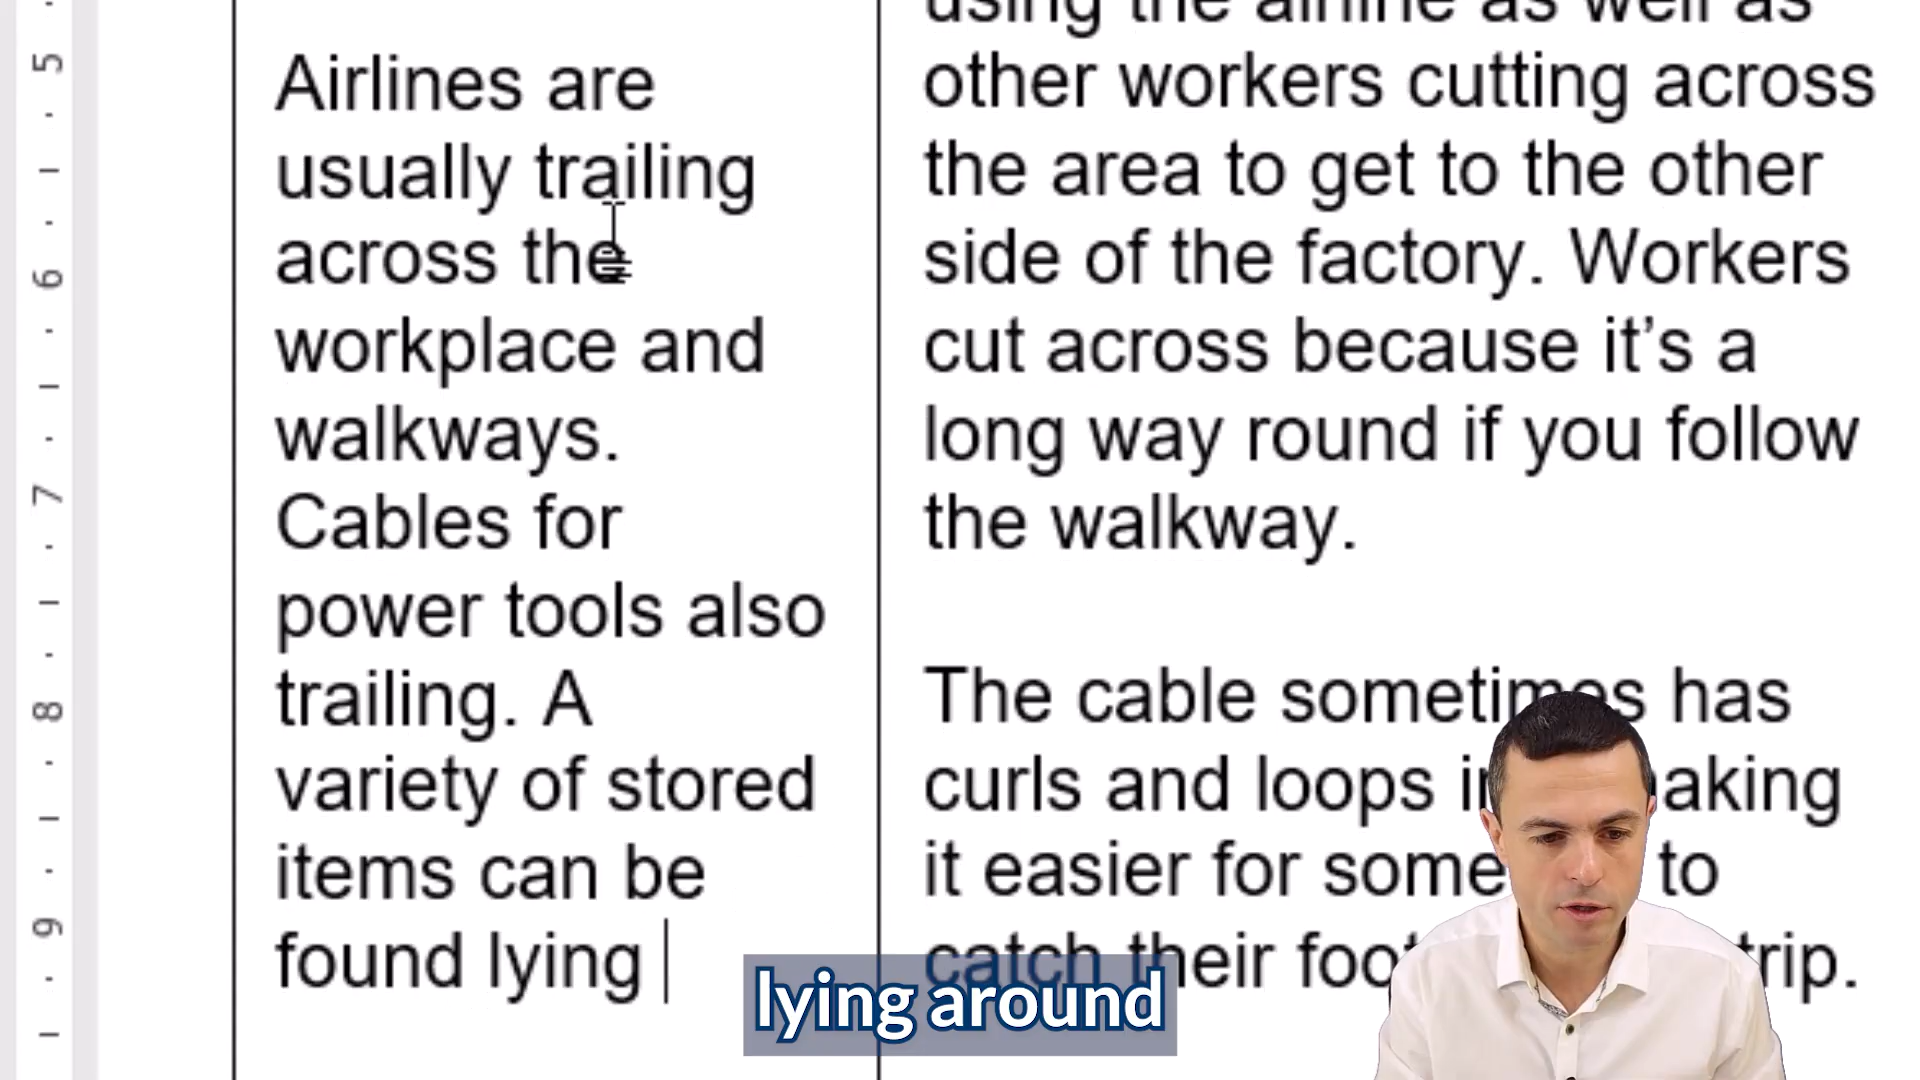 5
6
7
8
9
Airlines are
usually trailing
across the
workplace and
walkways.
Cables for
power tools also
trailing. A
variety of stored
items can be
found lying
using the airline as well as
other workers cutting across
the area to get to the other
side of the factory. Workers
cut across because it’s a
long way round if you follow
the walkway.
The cable sometimes has
curls and loops
it easier for to
catch their trip.
lying around